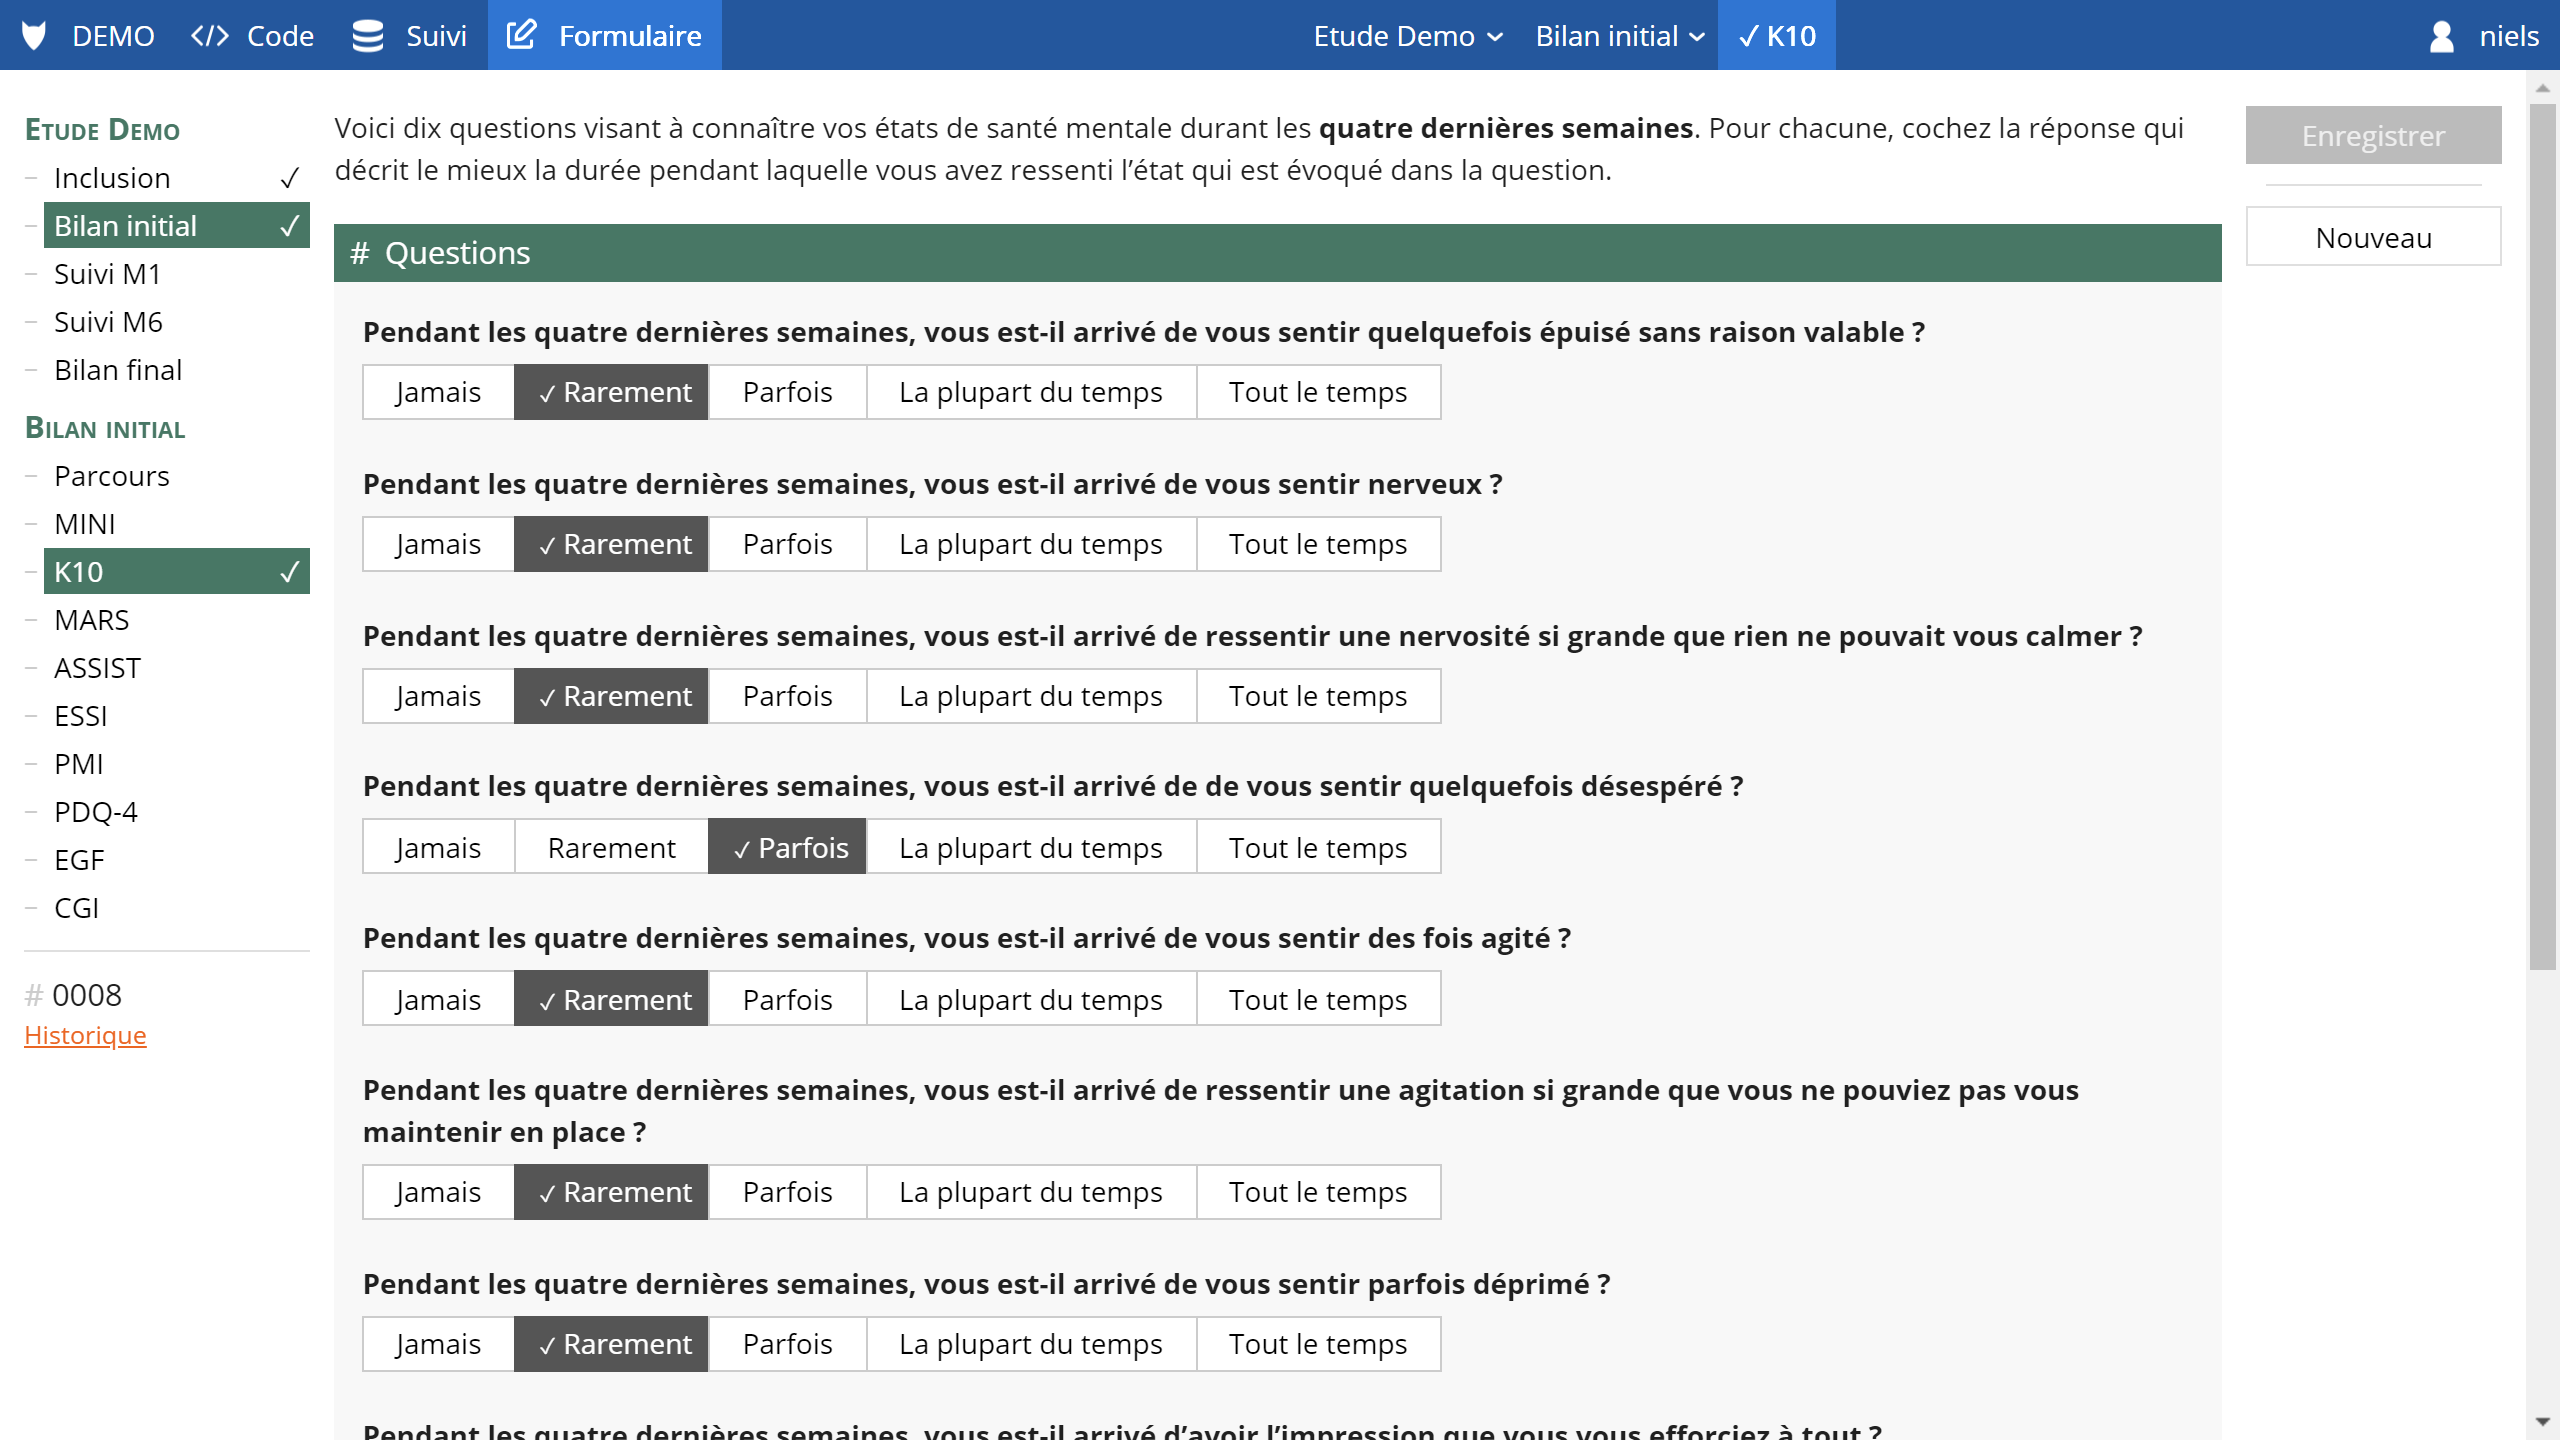 DEMO </> Code Suivi Formulaire Etude Demo Bilan initial ✓ K10 niels
Etude Demo
Inclusion ✓
Bilan initial ✓
Suivi M1
Suivi M6
Bilan final
Bilan initial
Parcours
MINI
K10 ✓
MARS
ASSIST
ESSI
PMI
PDQ-4
EGF
CGI
# 0008
Historique
Voici dix questions visant à connaître vos états de santé mentale durant les quatre dernières semaines. Pour chacune, cochez la réponse qui
décrit le mieux la durée pendant laquelle vous avez ressenti l’état qui est évoqué dans la question.
# Questions
Pendant les quatre dernières semaines, vous est-il arrivé de vous sentir quelquefois épuisé sans raison valable ?
Jamais ✓ Rarement Parfois La plupart du temps Tout le temps
Pendant les quatre dernières semaines, vous est-il arrivé de vous sentir nerveux ?
Jamais ✓ Rarement Parfois La plupart du temps Tout le temps
Pendant les quatre dernières semaines, vous est-il arrivé de ressentir une nervosité si grande que rien ne pouvait vous calmer ?
Jamais ✓ Rarement Parfois La plupart du temps Tout le temps
Pendant les quatre dernières semaines, vous est-il arrivé de de vous sentir quelquefois désespéré ?
Jamais Rarement ✓ Parfois La plupart du temps Tout le temps
Pendant les quatre dernières semaines, vous est-il arrivé de vous sentir des fois agité ?
Jamais ✓ Rarement Parfois La plupart du temps Tout le temps
Pendant les quatre dernières semaines, vous est-il arrivé de ressentir une agitation si grande que vous ne pouviez pas vous
maintenir en place ?
Jamais ✓ Rarement Parfois La plupart du temps Tout le temps
Pendant les quatre dernières semaines, vous est-il arrivé de vous sentir parfois déprimé ?
Jamais ✓ Rarement Parfois La plupart du temps Tout le temps
Pendant les quatre dernières semaines, vous est-il arrivé d’avoir l’impression que vous vous efforciez à tout ?
Enregistrer
Nouveau